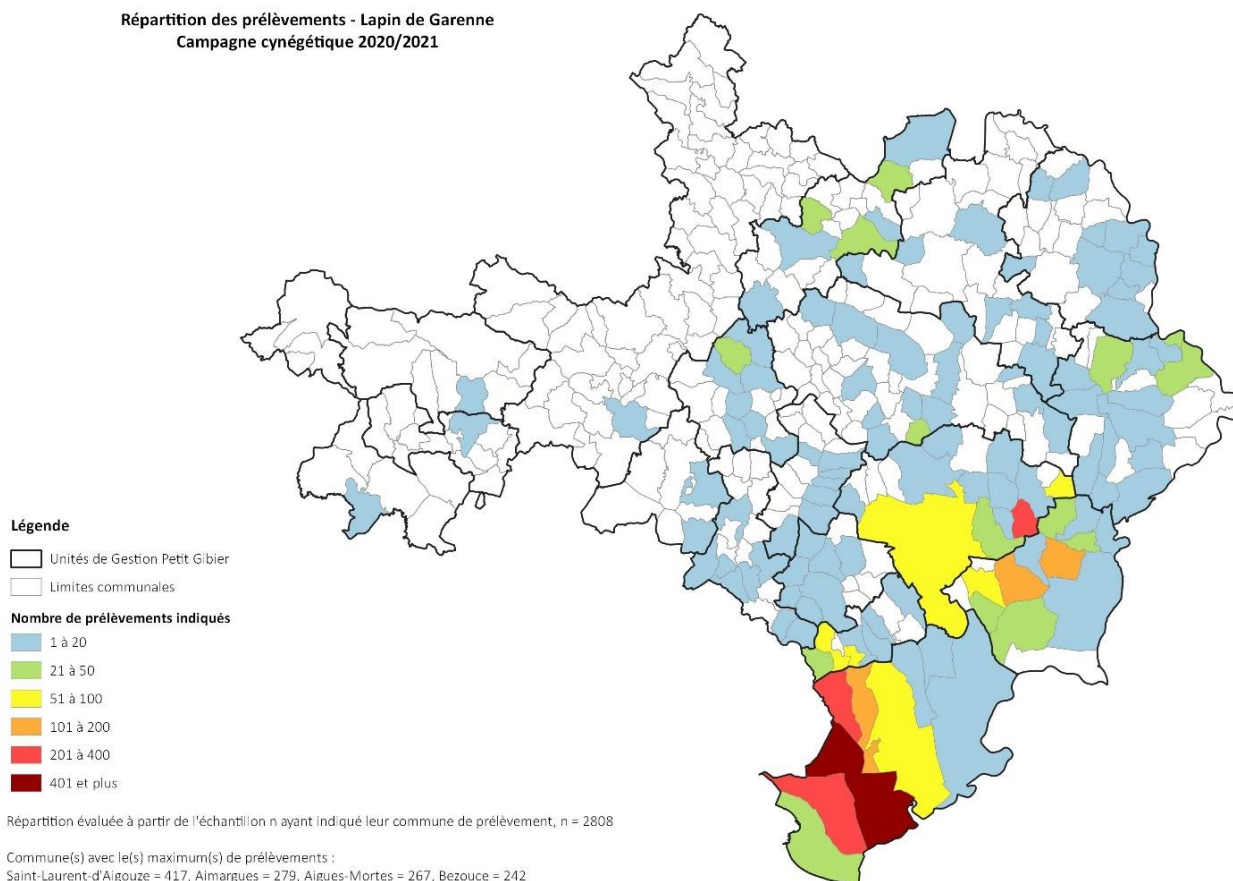 Répartition des prélèvements - Lapin de Garenne
Campagne cynégétique 2020/2021
Légende
Unités de Gestion Petit Gibier
Limites communales
Nombre de prélèvements indiqués
1 à 20
21 à 50
51 à 100
101 à 200
201 à 400
401 et plus
Répartition évaluée à partir de l'échantillon n ayant indiqué leur commune de prélèvement, n = 2808
Commune(s) avec le(s) maximum(s) de prélèvements :
Saint-Laurent-d'Aigouze = 417, Aimargues = 279, Aigues-Mortes = 267, Bezouce = 242